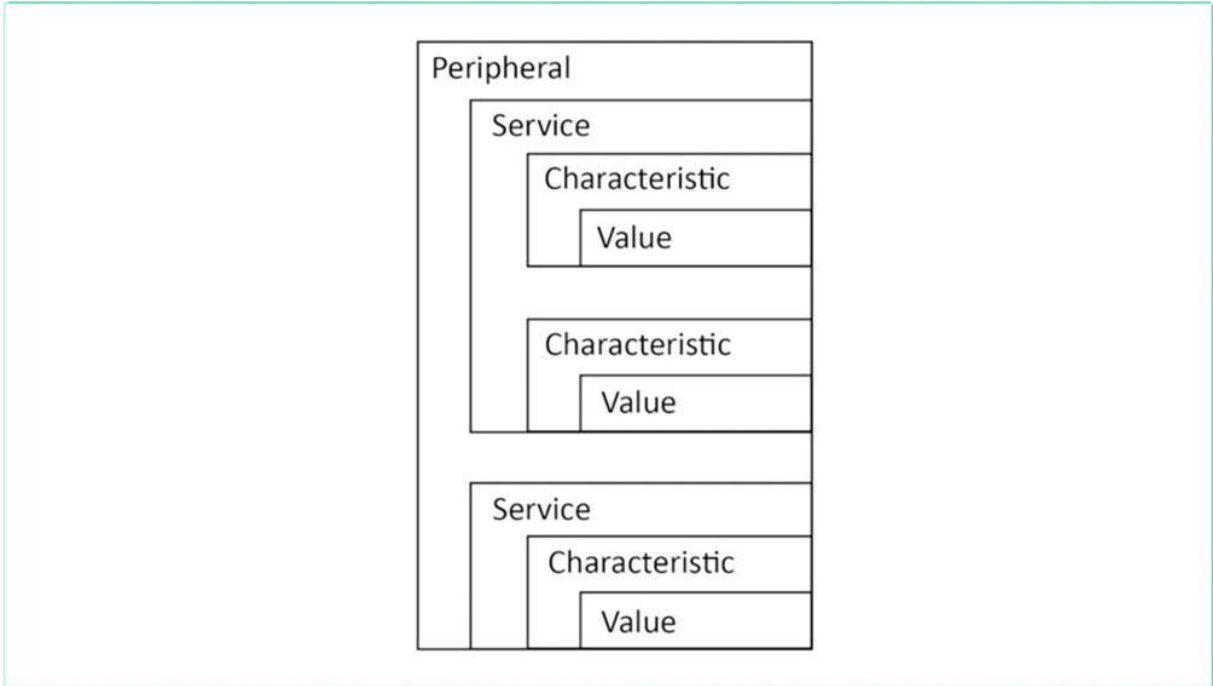 Peripheral
Service
Characteristic
Value
Characteristic
Value
Service
Characteristic
Value